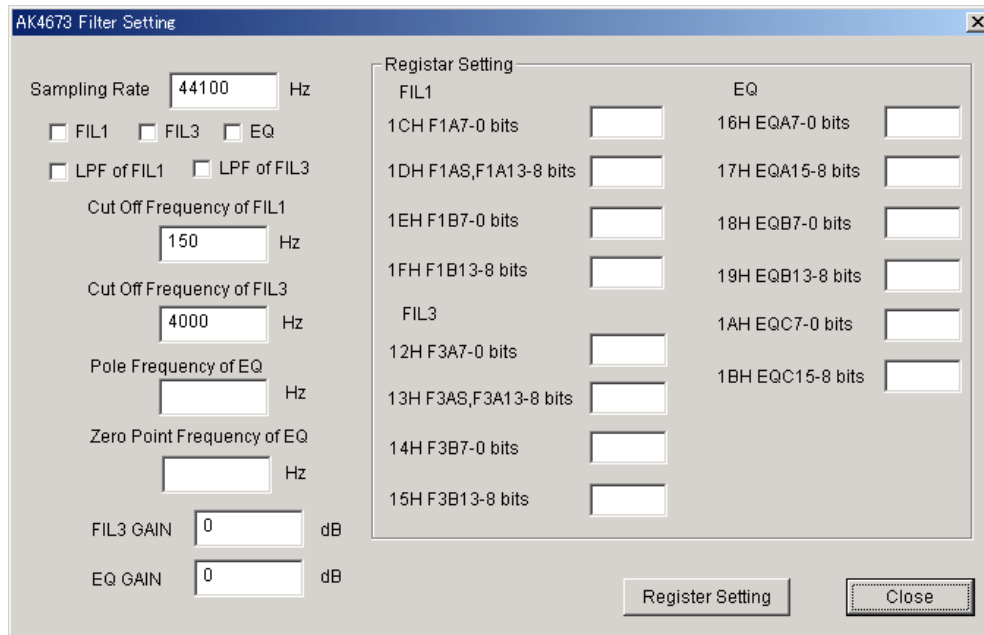 AK4673 Filter Setting
Sampling Rate 44100 Hz
FIL1 FIL3 EQ
LPF of FIL1 LPF of FIL3
Cut Off Frequency of FIL1
150 Hz
Cut Off Frequency of FIL3
4000 Hz
Pole Frequency of EQ
Hz
Zero Point Frequency of EQ
Hz
FIL3 GAIN 0 dB
EQ GAIN 0 dB
Registar Setting
FIL1
1CH F1A7-0 bits
1DH F1AS,F1A13-8 bits
1EH F1B7-0 bits
1FH F1B13-8 bits
FIL3
12H F3A7-0 bits
13H F3AS,F3A13-8 bits
14H F3B7-0 bits
15H F3B13-8 bits
EQ
16H EQA7-0 bits
17H EQA15-8 bits
18H EQB7-0 bits
19H EQB13-8 bits
1AH EQC7-0 bits
1BH EQC15-8 bits
Register Setting
Close